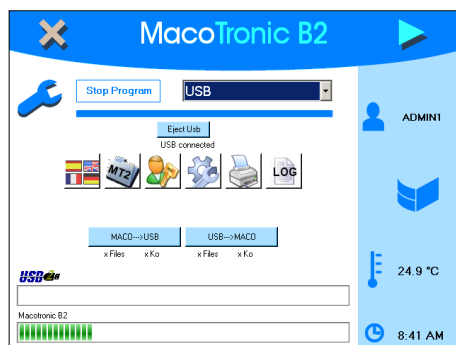 MacoTronic B2
Stop Program
USB
ADMIN1
Eject Usb
USB connected
MT2
LOG
MACO--->USB
USB--->MACO
x Files
x Ko
x Files
x Ko
24.9 °C
USB
Macotronic B2
8:41 AM